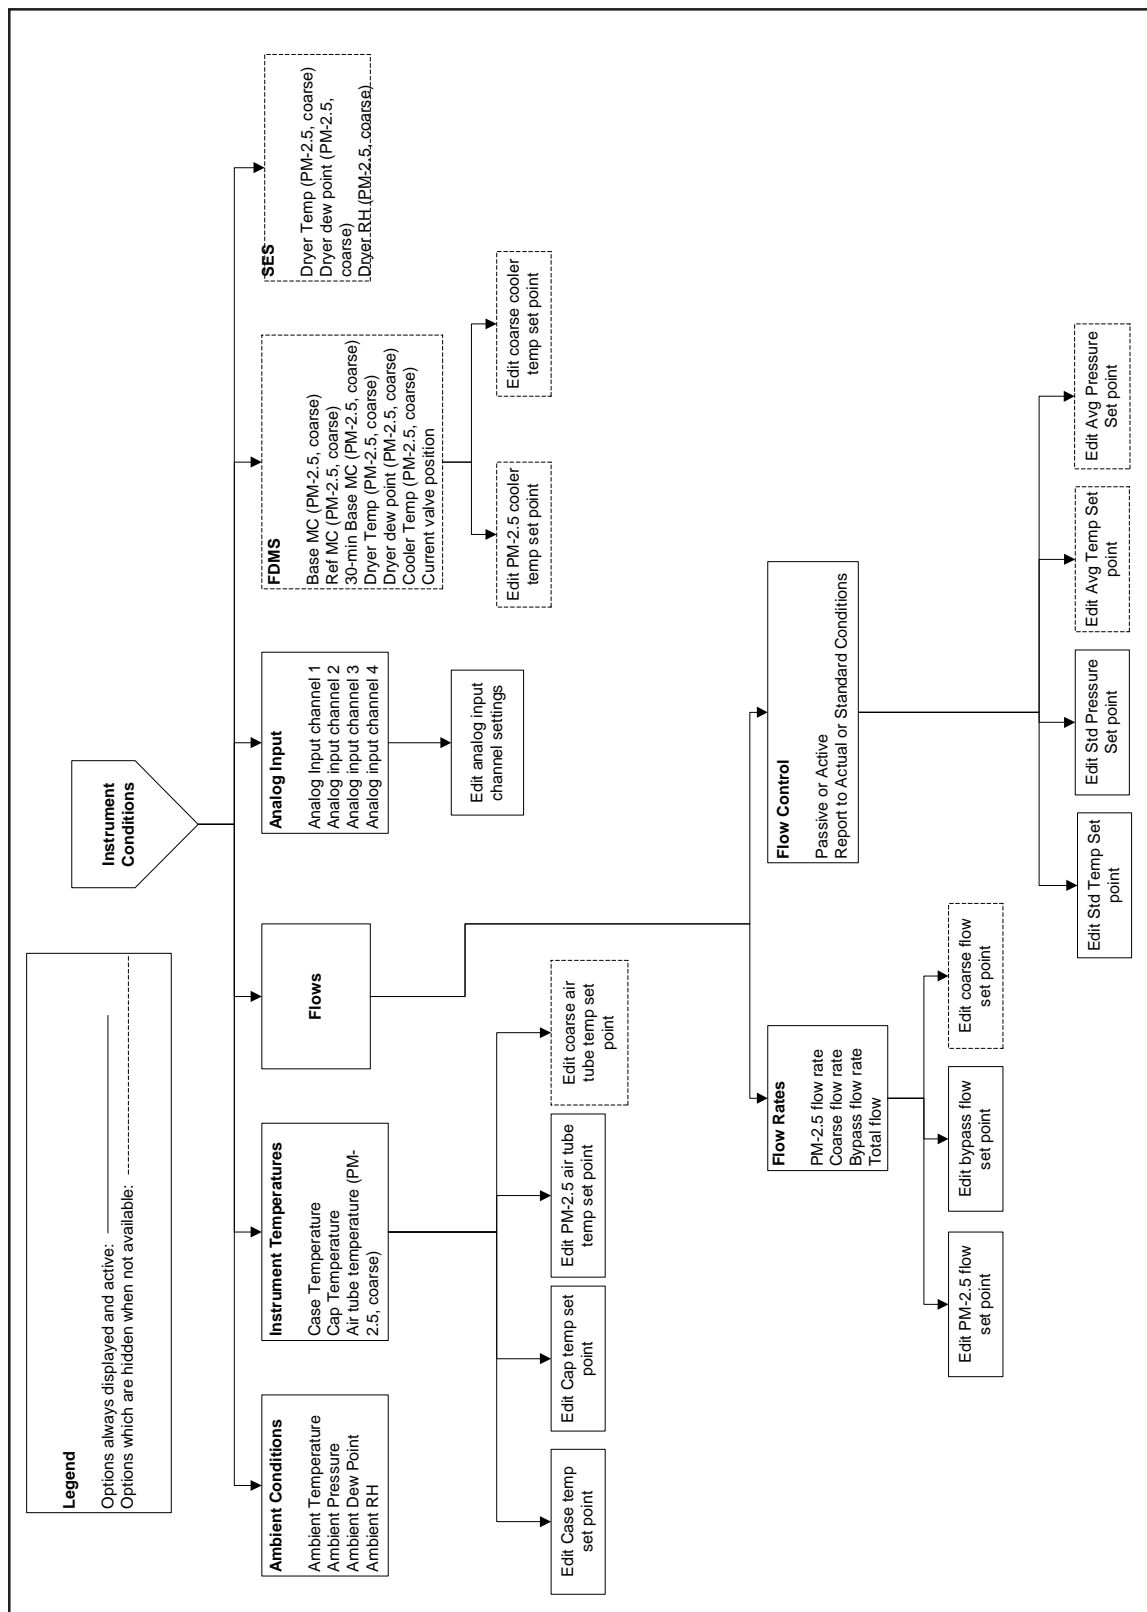 Legend
Options always displayed and active:
Options which are hidden when not available:
Instrument
Conditions
Ambient Conditions
Ambient Temperature
Ambient Pressure
Ambient Dew Point
Ambient RH
Instrument Temperatures
Case Temperature
Cap Temperature
Air tube temperature (PM-
2.5, coarse)
Flows
Analog Input
Analog Input channel 1
Analog input channel 2
Analog input channel 3
Analog input channel 4
FDMS
Base MC (PM-2.5, coarse)
Ref MC (PM-2.5, coarse)
30-min Base MC (PM-2.5, coarse)
Dryer Temp (PM-2.5, coarse)
Dryer dew point (PM-2.5, coarse)
Cooler Temp (PM-2.5, coarse)
Current valve position
SES
Dryer Temp (PM-2.5, coarse)
Dryer dew point (PM-2.5,
coarse)
Dryer RH (PM-2.5, coarse)
Edit analog input
channel settings
Edit PM-2.5 cooler
temp set point
Edit coarse cooler
temp set point
Edit Case temp
set point
Edit Cap temp set
point
Edit PM-2.5 air tube
temp set point
Edit coarse air
tube temp set
point
Flow Rates
PM-2.5 flow rate
Coarse flow rate
Bypass flow rate
Total flow
Flow Control
Passive or Active
Report to Actual or Standard Conditions
Edit PM-2.5 flow
set point
Edit bypass flow
set point
Edit coarse flow
set point
Edit Std Temp Set
point
Edit Std Pressure
Set point
Edit Avg Temp Set
point
Edit Avg Pressure
Set point